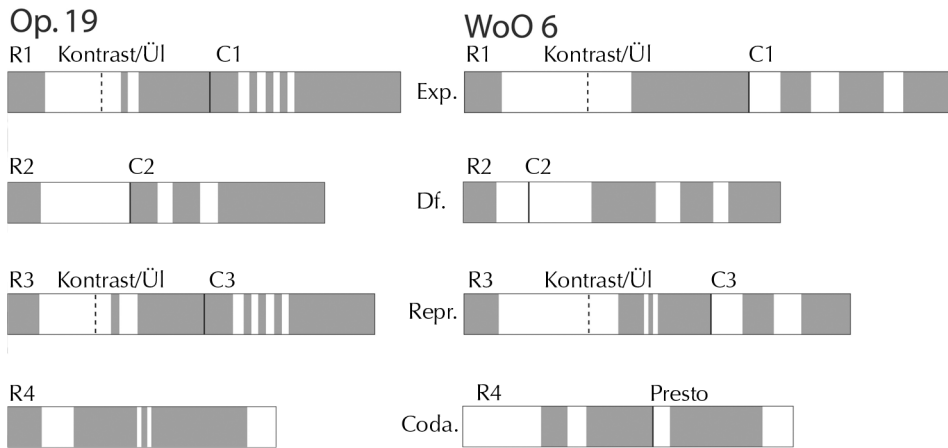 Op. 19 WoO 6
R1 Kontrast/Ül C1 R1 Kontrast/Ül C1
Exp.
R2 C2 R2 C2
Df.
R3 Kontrast/Ül C3 R3 Kontrast/Ül C3
Repr.
R4 R4 Presto
Coda.